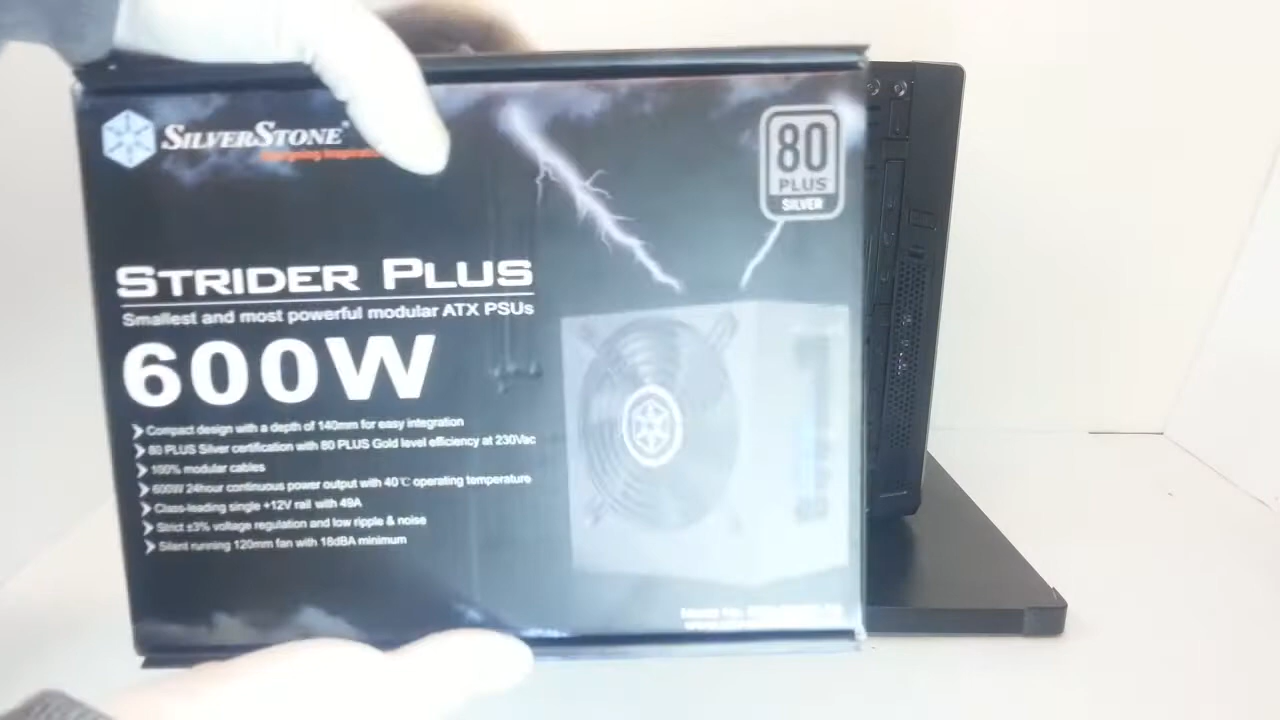 SILVERSTONE
80
PLUS
SILVER
STRIDER PLUS
Smallest and most powerful modular ATX PSUs
600W
Compact design with a depth of 140mm for easy integration
80 PLUS Silver certification with 80 PLUS Gold level efficiency at 230Vac
100% modular cables
600W 24hour continuous power output with 40℃ operating temperature
Class-leading single +12V rail with 49A
Strict ±3% voltage regulation and low ripple & noise
Silent running 120mm fan with 18dBA minimum